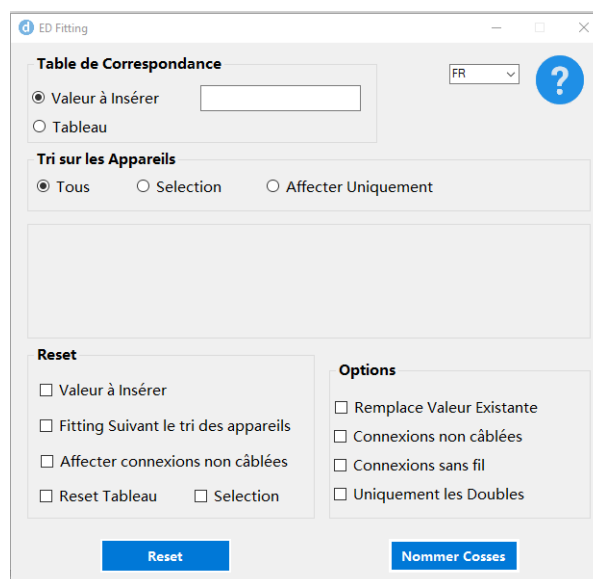 d ED Fitting
Table de Correspondance
FR
?
Valeur à Insérer
Tableau
Tri sur les Appareils
Tous Selection Affecter Uniquement
Reset
Valeur à Insérer
Fitting Suivant le tri des appareils
Affecter connexions non câblées
Reset Tableau Selection
Options
Remplace Valeur Existante
Connexions non câblées
Connexions sans fil
Uniquement les Doubles
Reset
Nommer Cosses